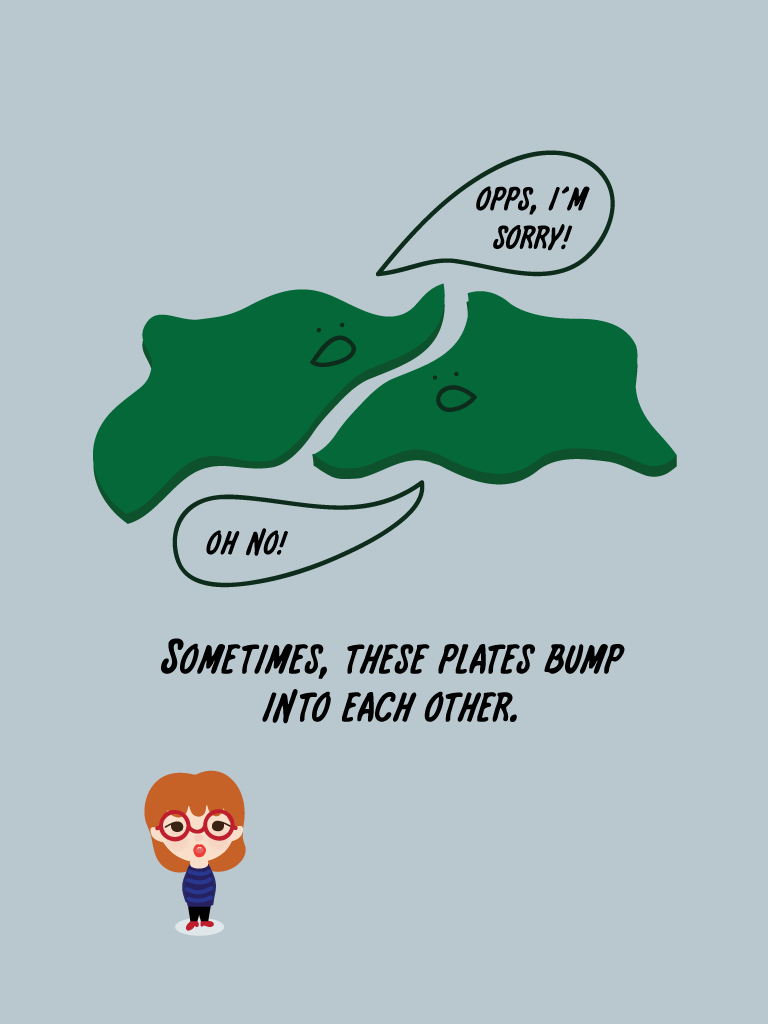 OPPS, I´M
SORRY!
OH NO!
SOMETIMES, THESE PLATES BUMP
INTO EACH OTHER.